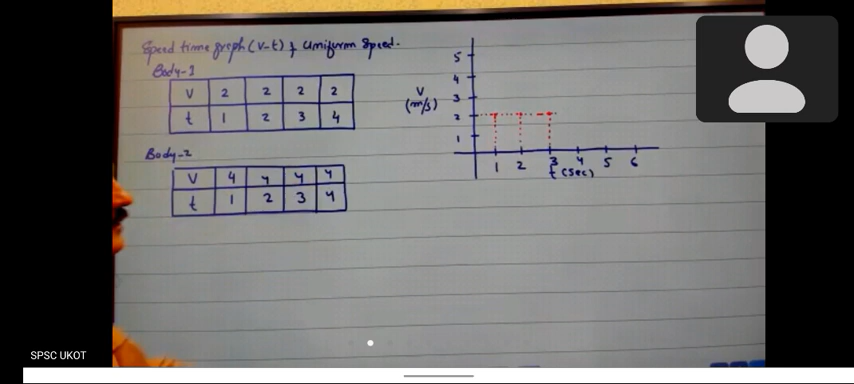 Speed time graph (v-t) of Uniform Speed.
Body-1
V 2 2 2 2
t 1 2 3 4
Body-2
V 4 4 4 4
t 1 2 3 4
5
4
3
2
1
V
(m/s)
1 2 3 4 5 6
t (sec)
SPSC UKOT